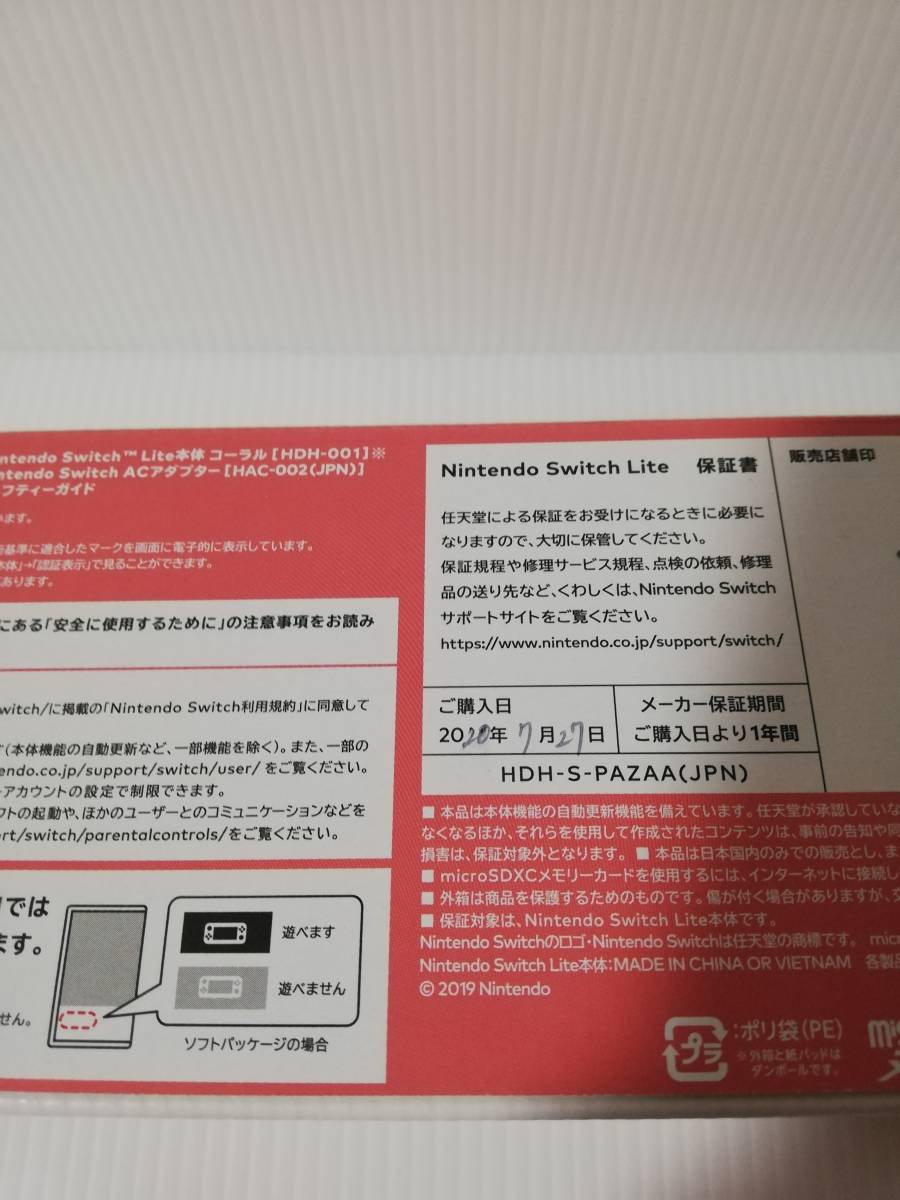 ntendo Switch™ Lite本体 コーラル [HDH-001]※
ntendo Switch ACアダプター [HAC-002(JPN)]
フティーガイド
います。
基準に適合したマークを画面に電子的に表示しています。
本体」→「認証表示」で見ることができます。
あります。
にある「安全に使用するために」の注意事項をお読み
witch/に掲載の「Nintendo Switch利用規約」に同意して
(本体機能の自動更新など、一部機能を除く)。また、一部の
endo.co.jp/support/switch/user/ をご覧ください。
アカウントの設定で制限できます。
フトの起動や、ほかのユーザーとのコミュニケーションなどを
ort/switch/parentalcontrols/をご覧ください。
では
ます。
せん。
遊べます
遊べません
ソフトパッケージの場合
Nintendo Switch Lite 保証書
任天堂による保証をお受けになるときに必要に
なりますので、大切に保管してください。
保証規程や修理サービス規程、点検の依頼、修理
品の送り先など、くわしくは、Nintendo Switch
サポートサイトをご覧ください。
https://www.nintendo.co.jp/support/switch/
販売店舗印
ご購入日
2020年 7月27日
メーカー保証期間
ご購入日より1年間
HDH-S-PAZAA(JPN)
■ 本品は本体機能の自動更新機能を備えています。任天堂が承認していな
なくなるほか、それらを使用して作成されたコンテンツは、事前の告知や同
損害は、保証対象外となります。 ■ 本品は日本国内のみでの販売とし、ま
■ microSDXCメモリーカードを使用するには、インターネットに接続し
■ 外箱は商品を保護するためのものです。傷が付く場合がありますが、交
■ 保証対象は、Nintendo Switch Lite本体です。
Nintendo Switchのロゴ・Nintendo Switchは任天堂の商標です。 micr
Nintendo Switch Lite本体:MADE IN CHINA OR VIETNAM 各製品
© 2019 Nintendo
プラ
:ポリ袋(PE)
※外箱と紙パッドは
ダンボールです。